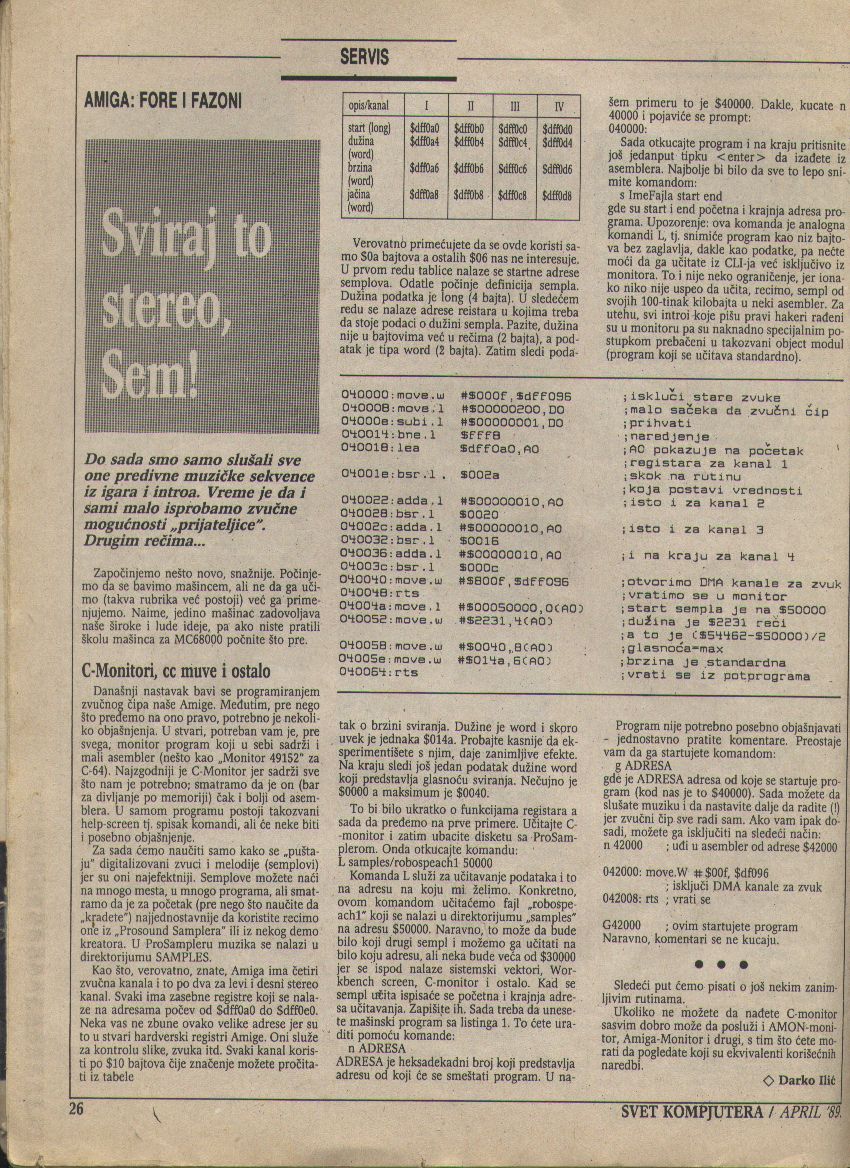 SERVIS
AMIGA: FORE I FAZONI
Sviraj to
stereo,
Sem!
Do sada smo samo slušali sve
one predivne muzičke sekvence
iz igara i introa. Vreme je da i
sami malo isprobamo zvučne
mogućnosti „prijateljice".
Drugim rečima...
Započinjemo nešto novo, snažnije. Počinje-
mo da se bavimo mašincem, ali ne da ga uči-
mo (takva rubrika već postoji) već ga prime-
njujemo. Naime, jedino mašinac zadovoljava
naše široke i lude ideje, pa ako niste pratili
školu mašinca za MC68000 počnite što pre.
C-Monitori, cc muve i ostalo
Današnji nastavak bavi se programiranjem
zvučnog čipa naše Amige. Međutim, pre nego
što pređemo na ono pravo, potrebno je nekoli-
ko objašnjenja. U stvari, potreban vam je, pre
svega, monitor program koji u sebi sadrži i
mali asembler (nešto kao „Monitor 49152" za
C-64). Najzgodniji je C-Monitor jer sadrži sve
što nam je potrebno; smatramo da je on (bar
za divljanje po memoriji) čak i bolji od asem-
blera. U samom programu postoji takozvani
help-screen tj. spisak komandi, ali će neke biti
i posebno objašnjene.
Za sada ćemo naučiti samo kako se „pušta-
ju" digitalizovani zvuci i melodije (semplovi)
jer su oni najefektniji. Semplove možete naći
na mnogo mesta, u mnogo programa, ali smat-
ramo da je za početak (pre nego što naučite da
„kradete") najjednostavnije da koristite recimo
one iz „Prosound Samplera" ili iz nekog demo
kreatora. U ProSampleru muzika se nalazi u
direktorijumu SAMPLES.
Kao što, verovatno, znate, Amiga ima četiri
zvučna kanala i to po dva za levi i desni stereo
kanal. Svaki ima zasebne registre koji se nala-
ze na adresama počev od $dff0a0 do $dff0e0.
Neka vas ne zbune ovako velike adrese jer su
to u stvari hardverski registri Amige. Oni služe
za kontrolu slike, zvuka itd. Svaki kanal koris-
ti po $10 bajtova čije značenje možete pročita-
ti iz tabele
opis/kanal I II III IV
start (long) $dff0a0 $dff0b0 $dff0c0 $dff0d0
dužina $dff0a4 $dff0b4 $dff0c4 $dff0d4
(word)
brzina $dff0a6 $dff0b6 $dff0c6 $dff0d6
(word)
jačina $dff0a8 $dff0b8 $dff0c8 $dff0d8
(word)
Verovatno primećujete da se ovde koristi sa-
mo $0a bajtova a ostalih $06 nas ne interesuje.
U prvom redu tablice nalaze se startne adrese
semplova. Odatle počinje definicija sempla.
Dužina podatka je long (4 bajta). U sledećem
redu se nalaze adrese reistara u kojima treba
da stoje podaci o dužini sempla. Pazite, dužina
nije u bajtovima već u rečima (2 bajta), a pod-
atak je tipa word (2 bajta). Zatim sledi poda-
040000:move.w #$000f,$dff096 ;isključi stare zvuke
040008:move.l #$00000200,D0 ;malo sačeka da zvučni čip
04000e:subi.l #$00000001,D0 ;prihvati
040014:bne.l $fff8 ;naredjenje
040018:lea $dff0a0,A0 ;A0 pokazuje na početak
;registara za kanal 1
04001e:bsr.l $002a ;skok na rutinu
;koja postavi vrednosti
040022:adda.l #$00000010,A0 ;isto i za kanal 2
040028:bsr.l $0020
04002c:adda.l #$00000010,A0 ;isto i za kanal 3
040032:bsr.l $0016
040036:adda.l #$00000010,A0 ;i na kraju za kanal 4
04003c:bsr.l $000c
040040:move.w #$800f,$dff096 ;otvorimo DMA kanale za zvuk
040048:rts ;vratimo se u monitor
04004a:move.l #$00050000,0(A0) ;start sempla je na $50000
040052:move.w #$2231,4(A0) ;dužina je $2231 reči
;a to je ($54462-$50000)/2
040058:move.w #$0040,8(A0) ;glasnoća=max
04005e:move.w #$014a,6(A0) ;brzina je standardna
040064:rts ;vrati se iz potprograma
tak o brzini sviranja. Dužine je word i skoro
uvek je jednaka $014a. Probajte kasnije da ek-
sperimentišete s njim, daje zanimljive efekte.
Na kraju sledi još jedan podatak dužine word
koji predstavlja glasnoću sviranja. Nečujno je
$0000 a maksimum je $0040.
To bi bilo ukratko o funkcijama registara a
sada da pređemo na prve primere. Učitajte C-
-monitor i zatim ubacite disketu sa ProSam-
plerom. Onda otkucajte komandu:
L samples/robospeach1 50000
Komanda L služi za učitavanje podataka i to
na adresu na koju mi želimo. Konkretno,
ovom komandom učitaćemo fajl „robospe-
ach1" koji se nalazi u direktorijumu „samples"
na adresu $50000. Naravno, to može da bude
bilo koji drugi sempl i možemo ga učitati na
bilo koju adresu, ali neka bude veća od $30000
jer se ispod nalaze sistemski vektori, Wor-
kbench screen, C-monitor i ostalo. Kad se
sempl učita ispisaće se početna i krajnja adre-
sa učitavanja. Zapišite ih. Sada treba da unese-
te mašinski program sa listinga 1. To ćete ura-
diti pomoću komande:
n ADRESA
ADRESA je heksadekadni broj koji predstavlja
adresu od koji će se smeštati program. U na-
šem primeru to je $40000. Dakle, kucate n
40000 i pojaviće se prompt:
040000:
Sada otkucajte program i na kraju pritisnite
još jedanput tipku <enter> da izađete iz
asemblera. Najbolje bi bilo da sve to lepo sni-
mite komandom:
s ImeFajla start end
gde su start i end početna i krajnja adresa pro-
grama. Upozorenje: ova komanda je analogna
komandi L, tj. snimiće program kao niz bajto-
va bez zaglavlja, dakle kao podatke, pa nećte
moći da ga učitate iz CLI-ja već isključivo iz
monitora. To i nije neko ograničenje, jer iona-
ko niko nije uspeo da učita, recimo, sempl od
svojih 100-tinak kilobajta u neki asembler. Za
utehu, svi introi koje pišu pravi hakeri rađeni
su u monitoru pa su naknadno specijalnim po-
stupkom prebačeni u takozvani object modul
(program koji se učitava standardno).
Program nije potrebno posebno objašnjavati
– jednostavno pratite komentare. Preostaje
vam da ga startujete komandom:
g ADRESA
gde je ADRESA adresa od koje se startuje pro-
gram (kod nas je to $40000). Sada možete da
slušate muziku i da nastavite dalje da radite (!)
jer zvučni čip sve radi sam. Ako vam ipak do-
sadi, možete ga isključiti na sledeći način:
n 42000 ; uđi u asembler od adrese $42000
042000: move.W #$00f, $df096
; isključi DMA kanale za zvuk
042008: rts ; vrati se
G42000 ; ovim startujete program
Naravno, komentari se ne kucaju.
● ● ●
Sledeći put ćemo pisati o još nekim zanim-
ljivim rutinama.
Ukoliko ne možete da nađete C-monitor
sasvim dobro može da posluži i AMON-moni-
tor, Amiga-Monitor i drugi, s tim što ćete mo-
rati da pogledate koji su ekvivalenti korišećnih
naredbi.
◇ Darko Ilić
26
SVET KOMPJUTERA / APRIL '89.